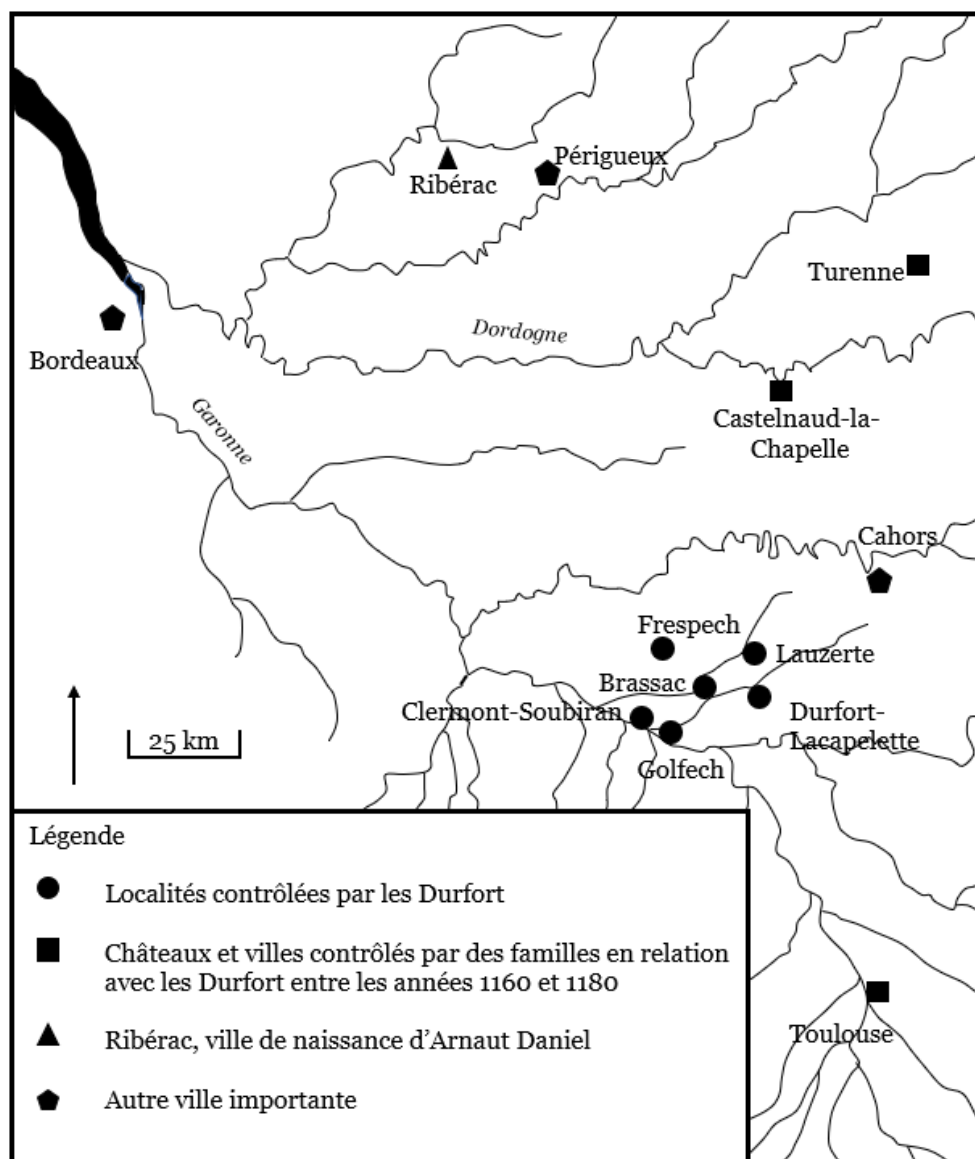 Périgueux
Ribérac
Turenne
Dordogne
Bordeaux
Castelnaud-la-
Chapelle
Garonne
Cahors
Frespech
Lauzerte
Brassac
Clermont-Soubiran
Durfort-
Lacapelette
25 km
Golfech
Légende
Localités contrôlées par les Durfort
Châteaux et villes contrôlés par des familles en relation
avec les Durfort entre les années 1160 et 1180
Toulouse
Ribérac, ville de naissance d’Arnaut Daniel
Autre ville importante